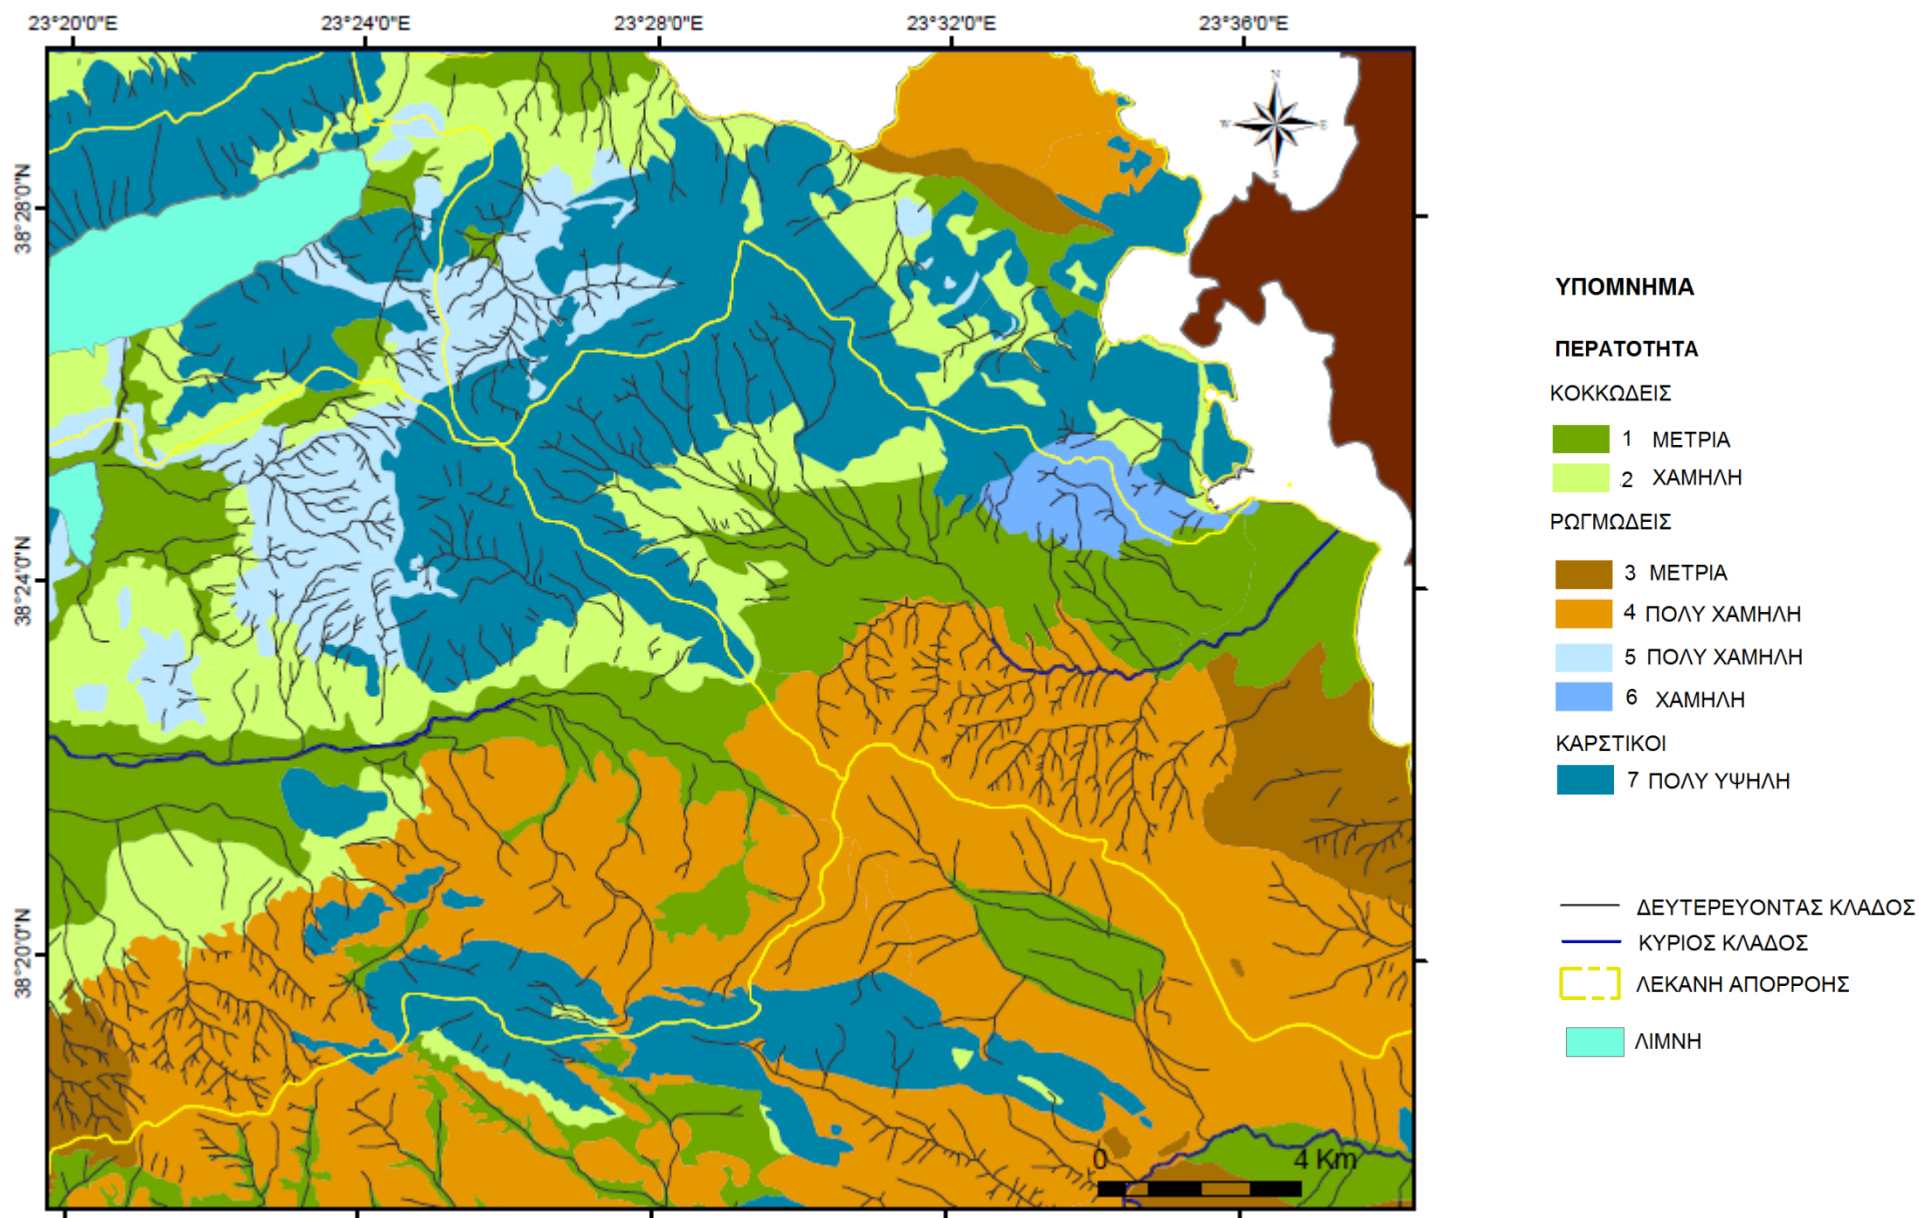 23°20'0"E 23°24'0"E 23°28'0"E 23°32'0"E 23°36'0"E
38°28'0"N
38°24'0"N
38°20'0"N
N
W E
S
0 4 Km
ΥΠΟΜΝΗΜΑ
ΠΕΡΑΤΟΤΗΤΑ
ΚΟΚΚΩΔΕΙΣ
1 ΜΕΤΡΙΑ
.2 ΧΑΜΗΛΗ
ΡΩΓΜΩΔΕΙΣ
3 ΜΕΤΡΙΑ
4 ΠΟΛΥ ΧΑΜΗΛΗ
5 ΠΟΛΥ ΧΑΜΗΛΗ
6 ΧΑΜΗΛΗ
ΚΑΡΣΤΙΚΟΙ
7 ΠΟΛΥ ΥΨΗΛΗ
ΔΕΥΤΕΡΕΥΟΝΤΑΣ ΚΛΑΔΟΣ
ΚΥΡΙΟΣ ΚΛΑΔΟΣ
ΛΕΚΑΝΗ ΑΠΟΡΡΟΗΣ
ΛΙΜΝΗ